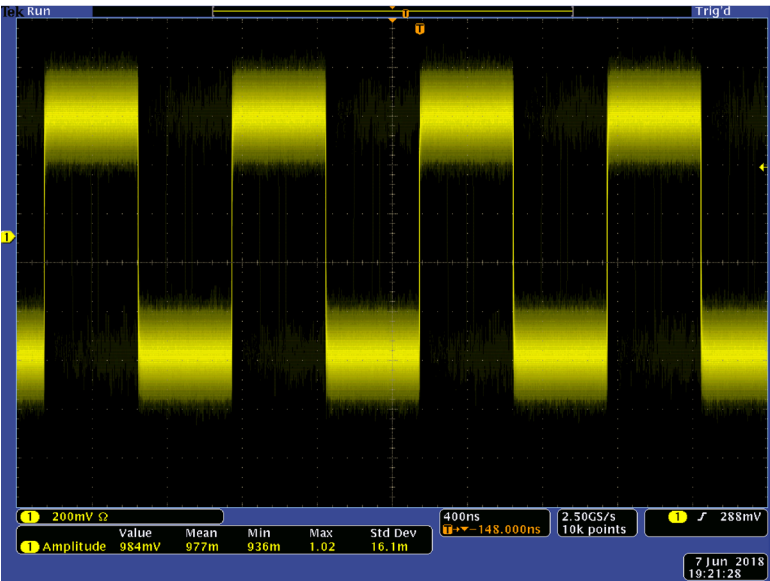 Tek Run Trig'd
T
T
1
1 200mV Ω 400ns 2.50GS/s 1 ƒ 288mV
T→▼-148.000ns 10k points
Value Mean Min Max Std Dev
1 Amplitude 984mV 977m 936m 1.02 16.1m
7 Jun 2018
19:21:28